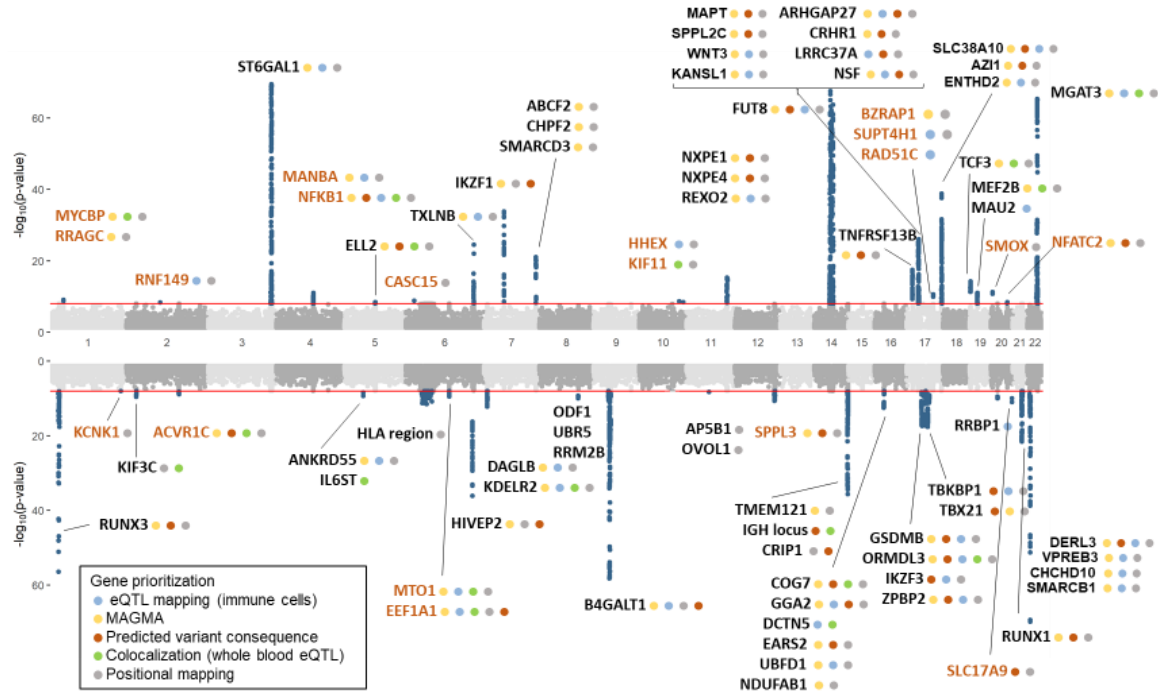 MAPT
ARHGAP27
SPPL2C
CRHR1
WNT3
LRRC37A
KANSL1
NSF
SLC38A10
AZI1
ENTHD2
ST6GAL1
ABCF2
CHPF2
SMARCD3
FUT8
BZRAP1
SUPT4H1
RAD51C
MGAT3
MANBA
NFKB1
IKZF1
NXPE1
NXPE4
REXO2
TCF3
MEF2B
MAU2
MYCBP
RRAGC
TXLNB
ELL2
HHEX
KIF11
TNFRSF13B
SMOX
NFATC2
RNF149
CASC15
-log10(p-value)
60
40
20
0
1 2 3 4 5 6 7 8 9 10 11 12 13 14 15 16 17 18 19 20 21 22
0
20
40
60
-log10(p-value)
KCNK1
ACVR1C
KIF3C
RUNX3
ANKRD55
IL6ST
HLA region
ODF1
UBR5
RRM2B
DAGLB
KDELR2
HIVEP2
AP5B1
OVOL1
SPPL3
RRBP1
TBKBP1
TBX21
TMEM121
IGH locus
CRIP1
GSDMB
ORMDL3
IKZF3
ZPBP2
DERL3
VPREB3
CHCHD10
SMARCB1
MTO1
EEF1A1
B4GALT1
COG7
GGA2
DCTN5
EARS2
UBFD1
NDUFAB1
RUNX1
SLC17A9
Gene prioritization
eQTL mapping (immune cells)
MAGMA
Predicted variant consequence
Colocalization (whole blood eQTL)
Positional mapping